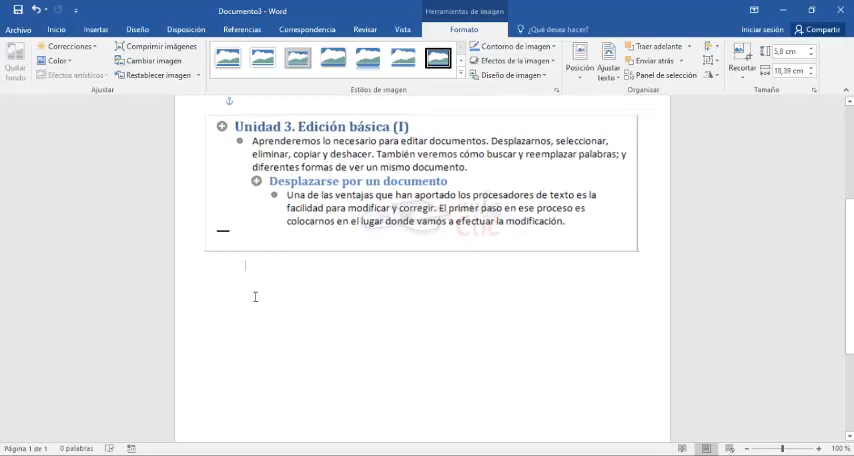 Documento3 - Word
Herramientas de imagen
Archivo Inicio Insertar Diseño Disposición Referencias Correspondencia Revisar Vista Formato ¿Qué desea hacer? Iniciar sesión Compartir
Quitar fondo
Correcciones
Color
Efectos artísticos
Comprimir imágenes
Cambiar imagen
Restablecer imagen
Contorno de imagen
Efectos de la imagen
Diseño de imagen
Posición
Ajustar texto
Traer adelante
Enviar atrás
Panel de selección
Recortar
5,8 cm
18,39 cm
Ajustar
Estilos de imagen
Organizar
Tamaño
Unidad 3. Edición básica (I)
Aprenderemos lo necesario para editar documentos. Desplazarnos, seleccionar,
eliminar, copiar y deshacer. También veremos cómo buscar y reemplazar palabras; y
diferentes formas de ver un mismo documento.
Desplazarse por un documento
Una de las ventajas que han aportado los procesadores de texto es la
facilidad para modificar y corregir. El primer paso en ese proceso es
colocarnos en el lugar donde vamos a efectuar la modificación.
Página 1 de 1 0 palabras
100 %